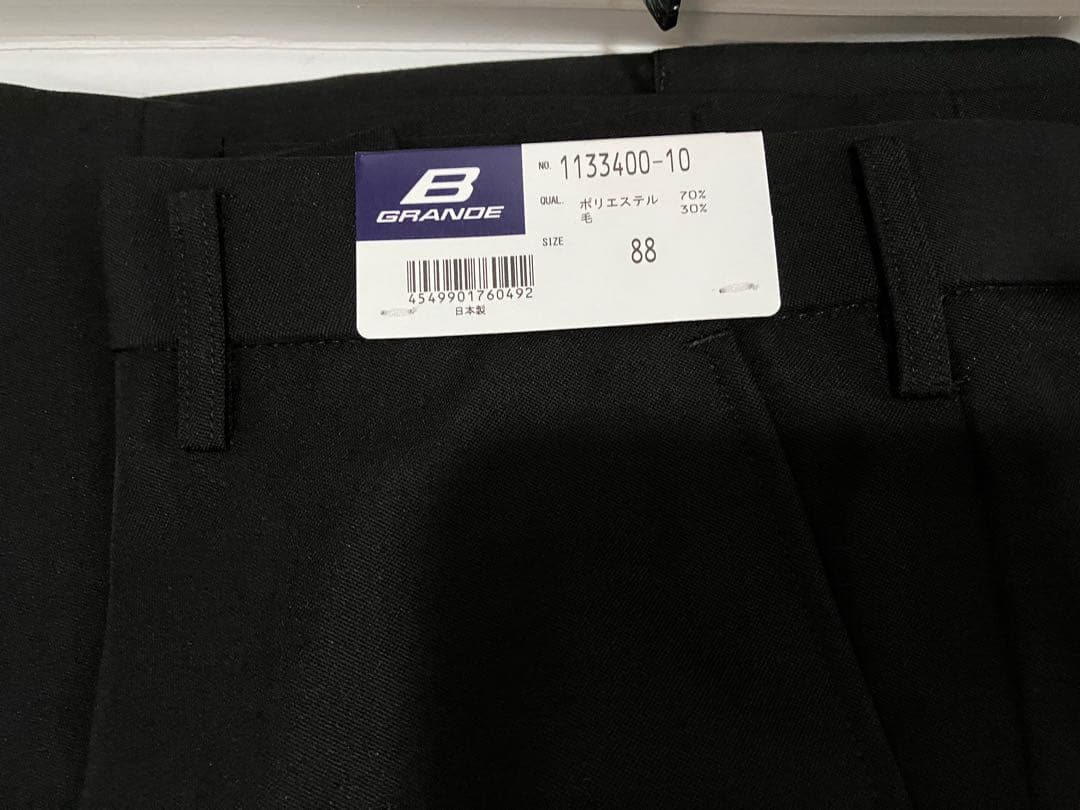 B
GRANDE
NO. 1133400-10
QUAL. ポリエステル 70%
毛 30%
SIZE 88
4549901760492
日本製